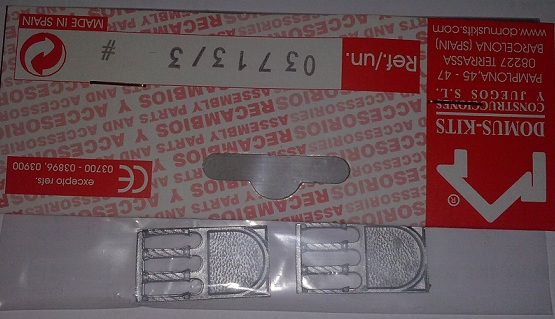 ®
DOMUS-KITS
CONSTRUCCIONES
Y JUEGOS S.L.
PAMPLONA 45 - 47
08227 TERRASSA
BARCELONA (SPAIN)
www.domuskits.com
CE
excepto refs.
03700 - 03896, 03900
ACCESORIOS Y RECAMBIOS
ASSEMBLY PARTS AND ACCESSORIES
Ref./un.
03713/3 #
MADE IN SPAIN